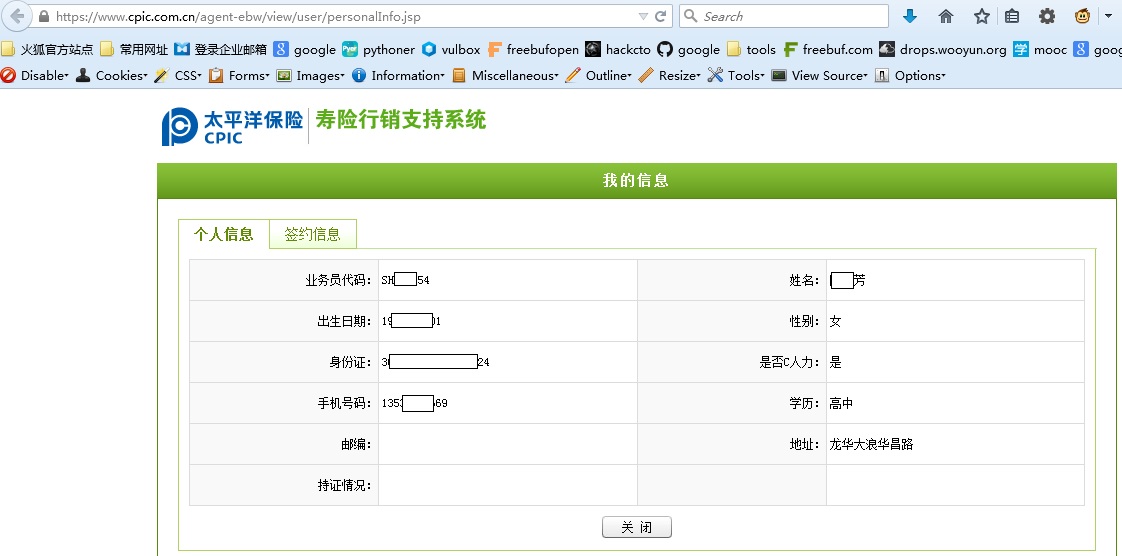 https://www.cpic.com.cn/agent-ebw/view/user/personalInfo.jsp Search
火狐官方站点 常用网址 登录企业邮箱 google pythoner vulbox freebufopen hackcto google tools freebuf.com drops.wooyun.org mooc goog
Disable Cookies CSS Forms Images Information Miscellaneous Outline Resize Tools View Source Options
太平洋保险 寿险行销支持系统
CPIC
我的信息
个人信息 签约信息
业务员代码： SH 54 姓名： 芳
出生日期： 19 01 性别： 女
身份证： 3 24 是否C人力： 是
手机号码： 135 69 学历： 高中
邮编： 地址： 龙华大浪华昌路
持证情况：
关 闭